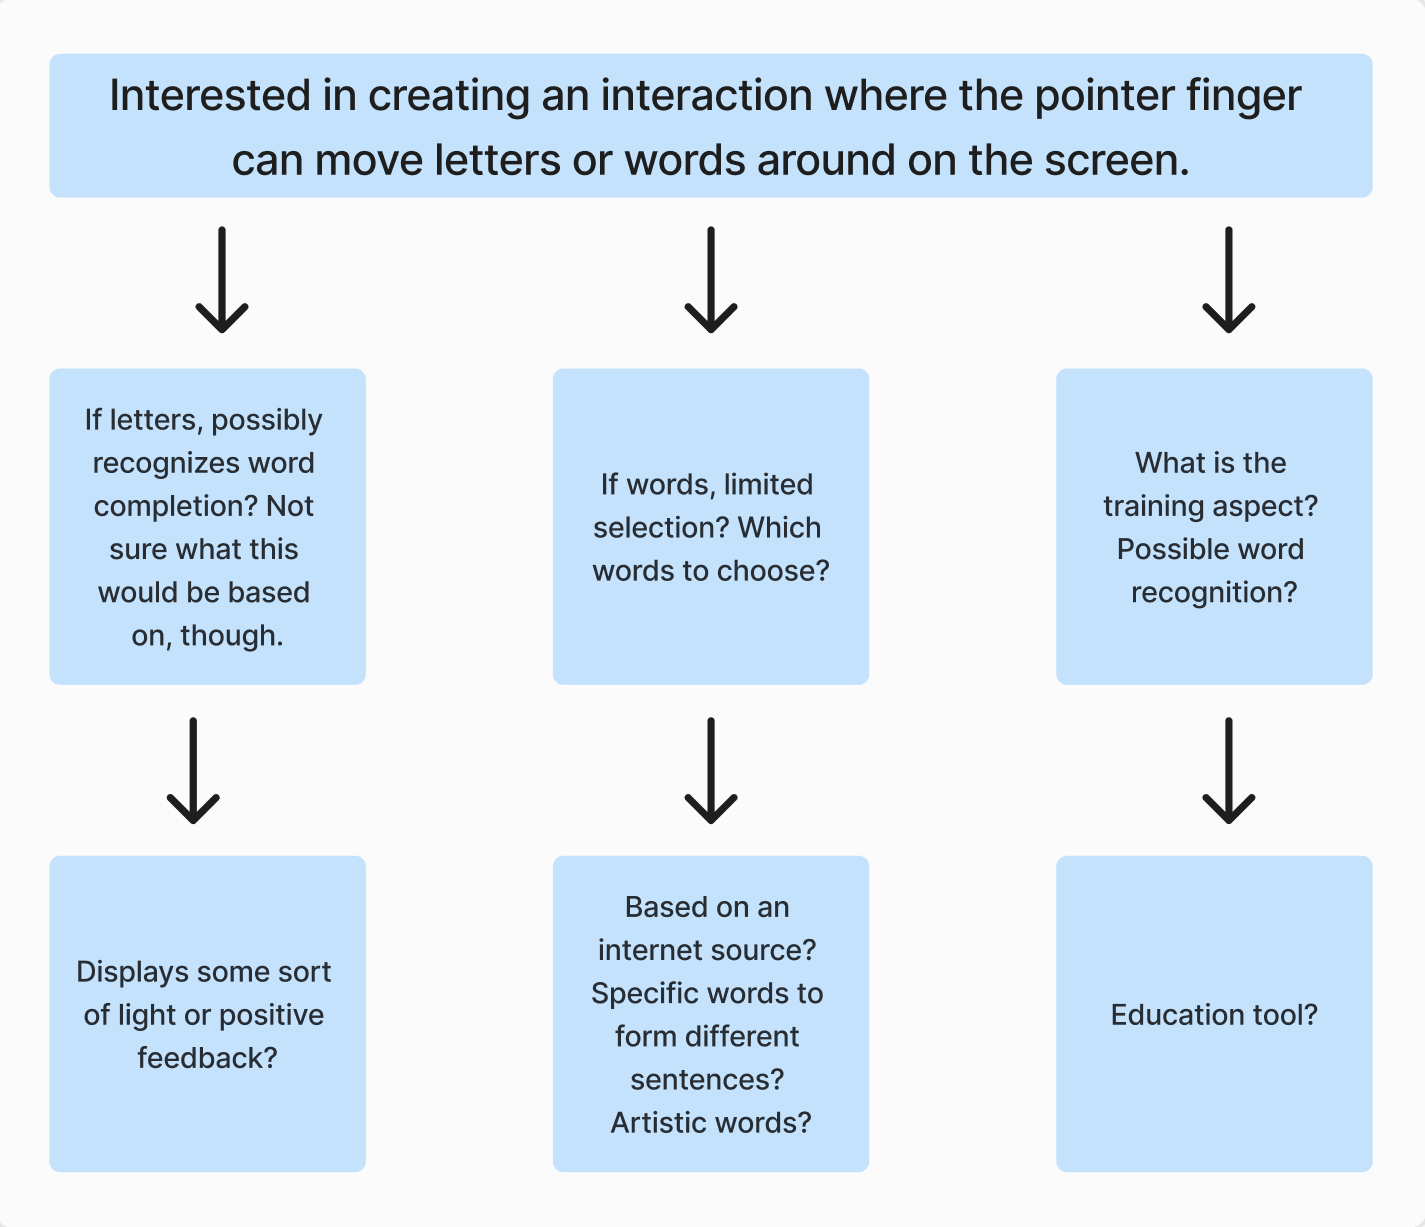 Interested in creating an interaction where the pointer finger
can move letters or words around on the screen.
If letters, possibly
recognizes word
completion? Not
sure what this
would be based
on, though.
If words, limited
selection? Which
words to choose?
What is the
training aspect?
Possible word
recognition?
Displays some sort
of light or positive
feedback?
Based on an
internet source?
Specific words to
form different
sentences?
Artistic words?
Education tool?